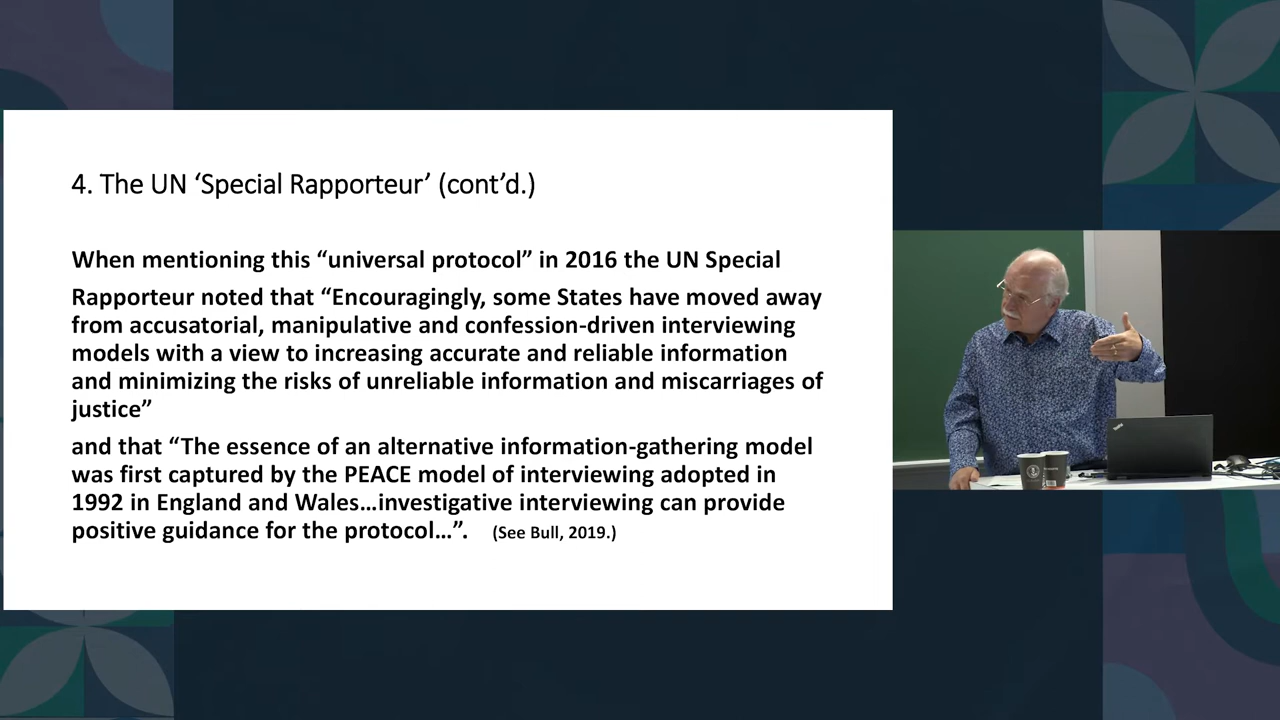 4. The UN ‘Special Rapporteur’ (cont’d.)
When mentioning this “universal protocol” in 2016 the UN Special
Rapporteur noted that “Encouragingly, some States have moved away
from accusatorial, manipulative and confession-driven interviewing
models with a view to increasing accurate and reliable information
and minimizing the risks of unreliable information and miscarriages of
justice”
and that “The essence of an alternative information-gathering model
was first captured by the PEACE model of interviewing adopted in
1992 in England and Wales…investigative interviewing can provide
positive guidance for the protocol…”. (See Bull, 2019.)